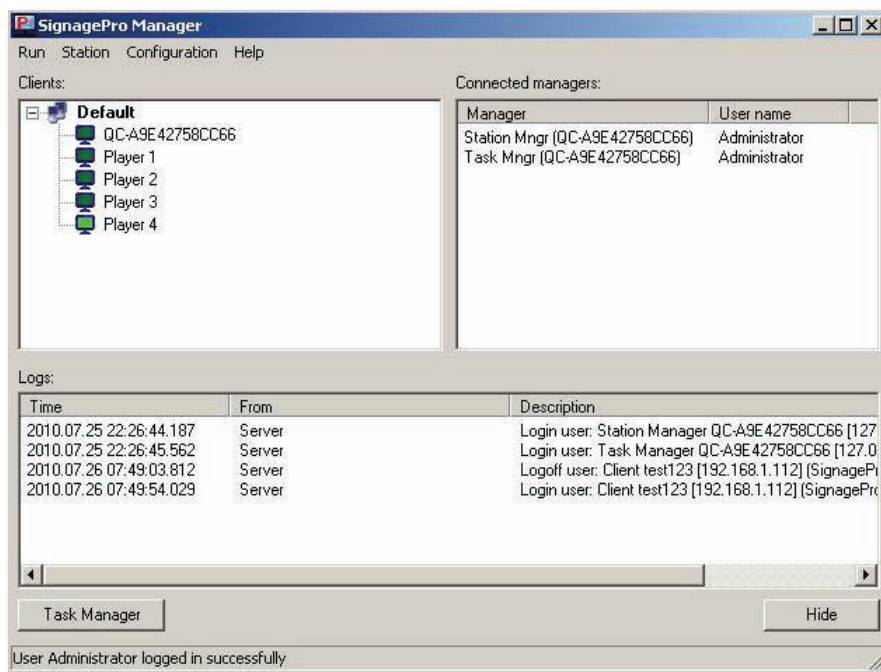 SignagePro Manager
Run Station Configuration Help
Clients:
Default
QC-A9E42758CC66
Player 1
Player 2
Player 3
Player 4
Connected managers:
Manager User name
Station Mngr (QC-A9E42758CC66) Administrator
Task Mngr (QC-A9E42758CC66) Administrator
Logs:
Time From Description
2010.07.25 22:26:44.187 Server Login user: Station Manager QC-A9E42758CC66 [127
2010.07.25 22:26:45.562 Server Login user: Task Manager QC-A9E42758CC66 [127.0
2010.07.26 07:49:03.812 Server Logoff user: Client test123 [192.168.1.112] (SignagePr
2010.07.26 07:49:54.029 Server Login user: Client test123 [192.168.1.112] (SignagePro
Task Manager Hide
User Administrator logged in successfully